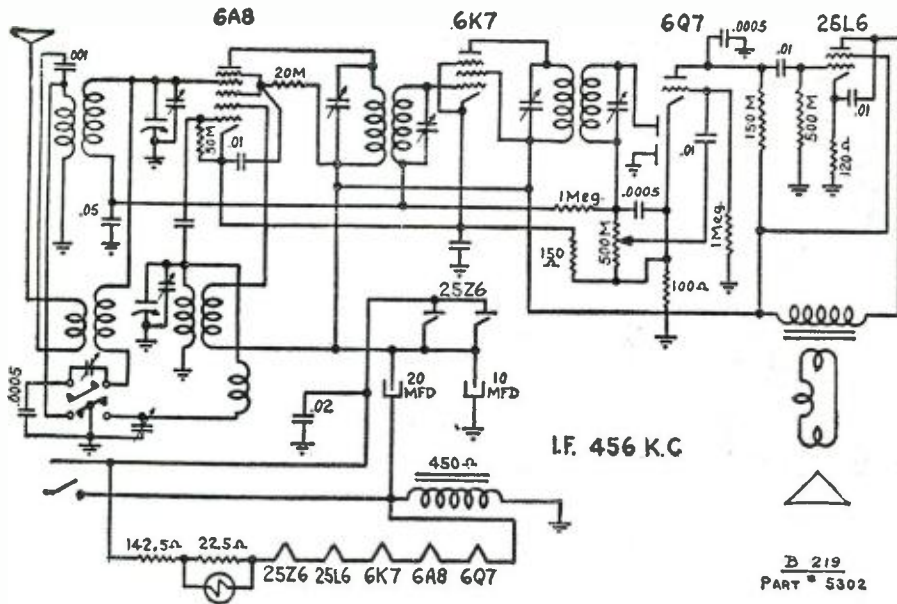 6A8
6K7
6Q7
25L6
.001
20M
.0005
.01
50M
.01
.01
.01
150M
500M
120Ω
.05
1Meg.
.0005
150
Ω
500M
1Meg
100Ω
25Z6
.0005
20
MFD
10
MFD
.02
I.F. 456 K.C
450Ω
142.5Ω
22.5Ω
25Z6
25L6
6K7
6A8
6Q7
B 219
PART # 5302